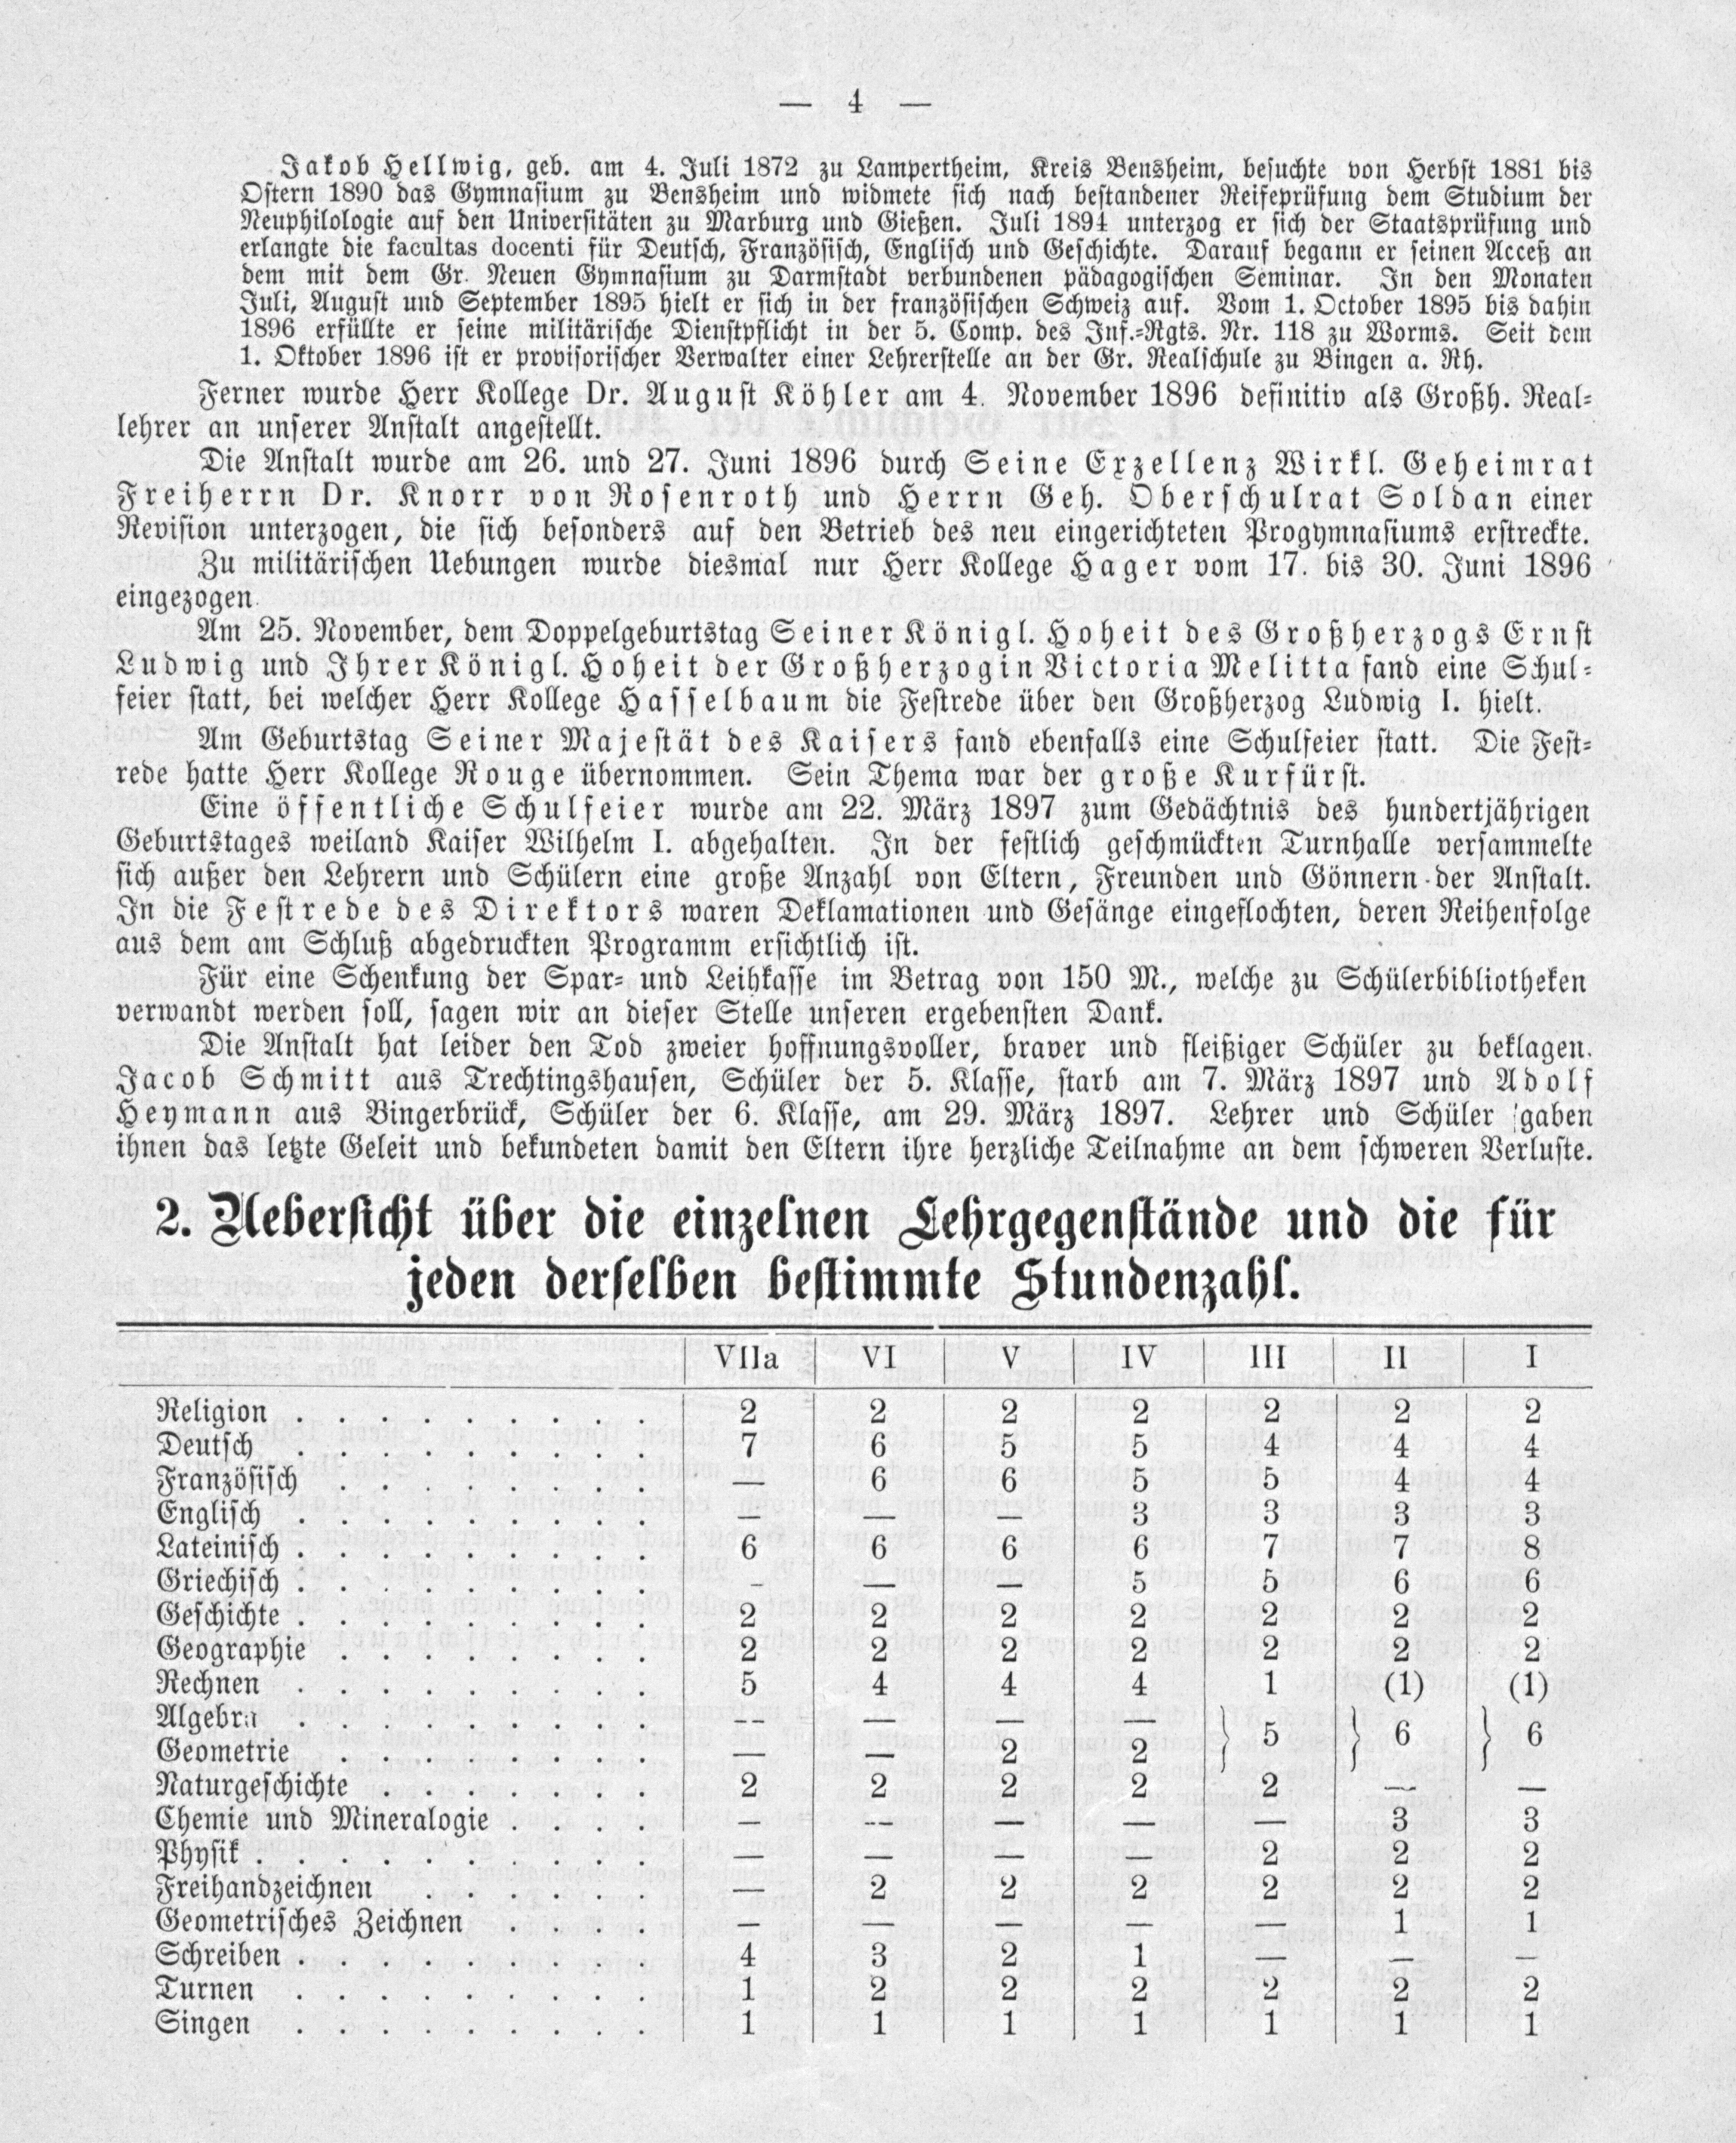 — 4 —
Jakob Hellwig, geb. am 4. Juli 1872 zu Lampertheim, Kreis Bensheim, besuchte von Herbst 1881 bis
Ostern 1890 das Gymnasium zu Bensheim und widmete sich nach bestandener Reifeprüfung dem Studium der
Neuphilologie auf den Universitäten zu Marburg und Gießen. Juli 1894 unterzog er sich der Staatsprüfung und
erlangte die facultas docenti für Deutsch, Französisch, Englisch und Geschichte. Darauf begann er seinen Acceß an
dem mit dem Gr. Neuen Gymnasium zu Darmstadt verbundenen pädagogischen Seminar. In den Monaten
Juli, August und September 1895 hielt er sich in der französischen Schweiz auf. Vom 1. October 1895 bis dahin
1896 erfüllte er seine militärische Dienstpflicht in der 5. Comp. des Inf.-Rgts. Nr. 118 zu Worms. Seit dem
1. Oktober 1896 ist er provisorischer Verwalter einer Lehrerstelle an der Gr. Realschule zu Bingen a. Rh.
Ferner wurde Herr Kollege Dr. August Köhler am 4. November 1896 definitiv als Großh. Real-
lehrer an unserer Anstalt angestellt.
Die Anstalt wurde am 26. und 27. Juni 1896 durch Seine Exzellenz Wirkl. Geheimrat
Freiherrn Dr. Knorr von Rosenroth und Herrn Geh. Oberschulrat Soldan einer
Revision unterzogen, die sich besonders auf den Betrieb des neu eingerichteten Progymnasiums erstreckte.
Zu militärischen Uebungen wurde diesmal nur Herr Kollege Hager vom 17. bis 30. Juni 1896
eingezogen.
Am 25. November, dem Doppelgeburtstag Seiner Königl. Hoheit des Großherzogs Ernst
Ludwig und Ihrer Königl. Hoheit der Großherzogin Victoria Melitta fand eine Schul-
feier statt, bei welcher Herr Kollege Hasselbaum die Festrede über den Großherzog Ludwig I. hielt.
Am Geburtstag Seiner Majestät des Kaisers fand ebenfalls eine Schulfeier statt. Die Fest-
rede hatte Herr Kollege Rouge übernommen. Sein Thema war der große Kurfürst.
Eine öffentliche Schulfeier wurde am 22. März 1897 zum Gedächtnis des hundertjährigen
Geburtstages weiland Kaiser Wilhelm I. abgehalten. In der festlich geschmückten Turnhalle versammelte
sich außer den Lehrern und Schülern eine große Anzahl von Eltern, Freunden und Gönnern der Anstalt.
In die Festrede des Direktors waren Deklamationen und Gesänge eingeflochten, deren Reihenfolge
aus dem am Schluß abgedruckten Programm ersichtlich ist.
Für eine Schenkung der Spar- und Leihkasse im Betrag von 150 M., welche zu Schülerbibliotheken
verwandt werden soll, sagen wir an dieser Stelle unseren ergebensten Dank.
Die Anstalt hat leider den Tod zweier hoffnungsvoller, braver und fleißiger Schüler zu beklagen.
Jacob Schmitt aus Trechtingshausen, Schüler der 5. Klasse, starb am 7. März 1897 und Adolf
Heymann aus Bingerbrück, Schüler der 6. Klasse, am 29. März 1897. Lehrer und Schüler gaben
ihnen das letzte Geleit und bekundeten damit den Eltern ihre herzliche Teilnahme an dem schweren Verluste.
2. Uebersicht über die einzelnen Lehrgegenstände und die für
jeden derselben bestimmte Stundenzahl.
VIIa VI V IV III II I
Religion . . . . . . . . . 2 2 2 2 2 2 2
Deutsch . . . . . . . . . 7 6 5 5 4 4 4
Französisch . . . . . . . . — 6 6 5 5 4 4
Englisch . . . . . . . . . — — — 3 3 3 3
Lateinisch . . . . . . . . . 6 6 6 6 7 7 8
Griechisch . . . . . . . . . — — — 5 5 6 6
Geschichte . . . . . . . . . 2 2 2 2 2 2 2
Geographie . . . . . . . . 2 2 2 2 2 2 2
Rechnen . . . . . . . . . 5 4 4 4 1 (1) (1)
Algebra . . . . . . . . . — — — — } 5 } 6 } 6
Geometrie . . . . . . . . — — 2 2
Naturgeschichte . . . . . . . 2 2 2 2 2 — —
Chemie und Mineralogie . . . . — — — — — 3 3
Physik . . . . . . . . . . — — — — 2 2 2
Freihandzeichnen . . . . . . — 2 2 2 2 2 2
Geometrisches Zeichnen . . . . — — — — — 1 1
Schreiben . . . . . . . . . 4 3 2 1 — — —
Turnen . . . . . . . . . 1 2 2 2 2 2 2
Singen . . . . . . . . . 1 1 1 1 1 1 1